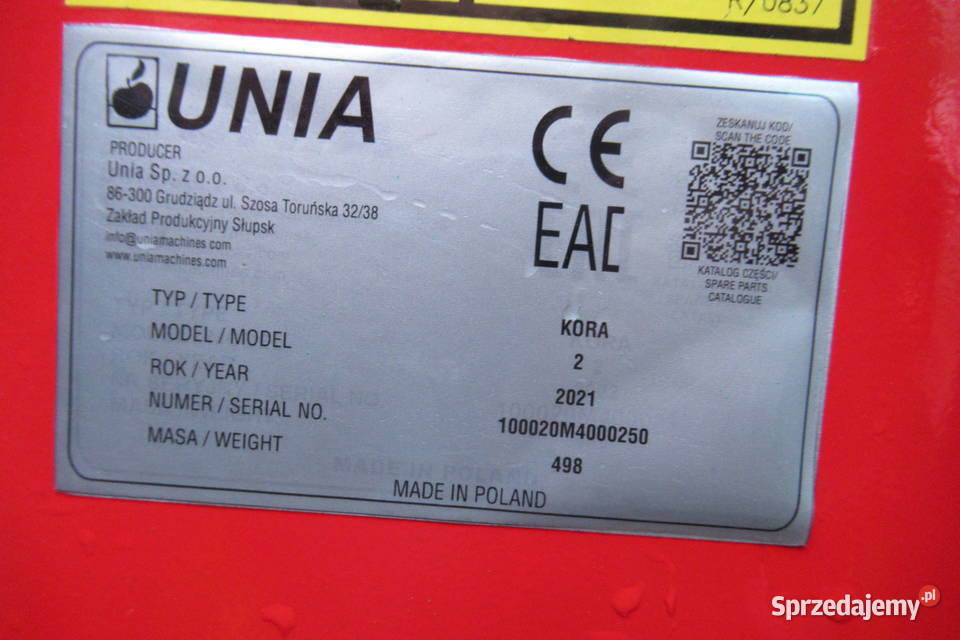 R/0837
UNIA
PRODUCER
Unia Sp. z o.o.
86-300 Grudziądz ul. Szosa Toruńska 32/38
Zakład Produkcyjny Słupsk
info@uniamachines com
www.uniamachines.com
CE
EAC
ZESKANUJ KOD/
SCAN THE CODE
KATALOG CZĘŚCI/
SPARE PARTS
CATALOGUE
TYP / TYPE KORA
MODEL / MODEL 2
ROK / YEAR 2021
NUMER / SERIAL NO. 100020M4000250
MASA / WEIGHT 498
MADE IN POLAND
Sprzedajemy.pl